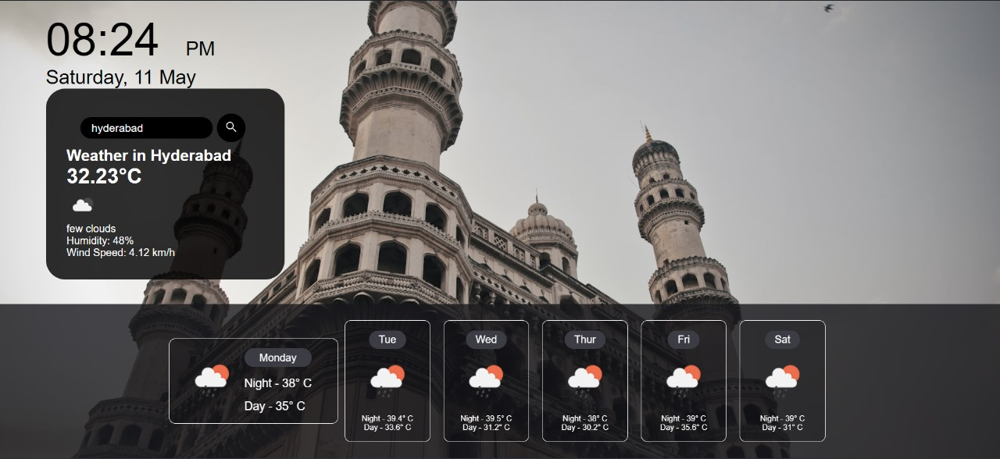 08:24 PM
Saturday, 11 May
hyderabad
Weather in Hyderabad
32.23°C
few clouds
Humidity: 48%
Wind Speed: 4.12 km/h
Monday
Night - 38° C
Day - 35° C
Tue
Night - 39.4° C
Day - 33.6° C
Wed
Night - 39.5° C
Day - 31.2° C
Thur
Night - 38° C
Day - 30.2° C
Fri
Night - 39° C
Day - 35.6° C
Sat
Night - 39° C
Day - 31° C